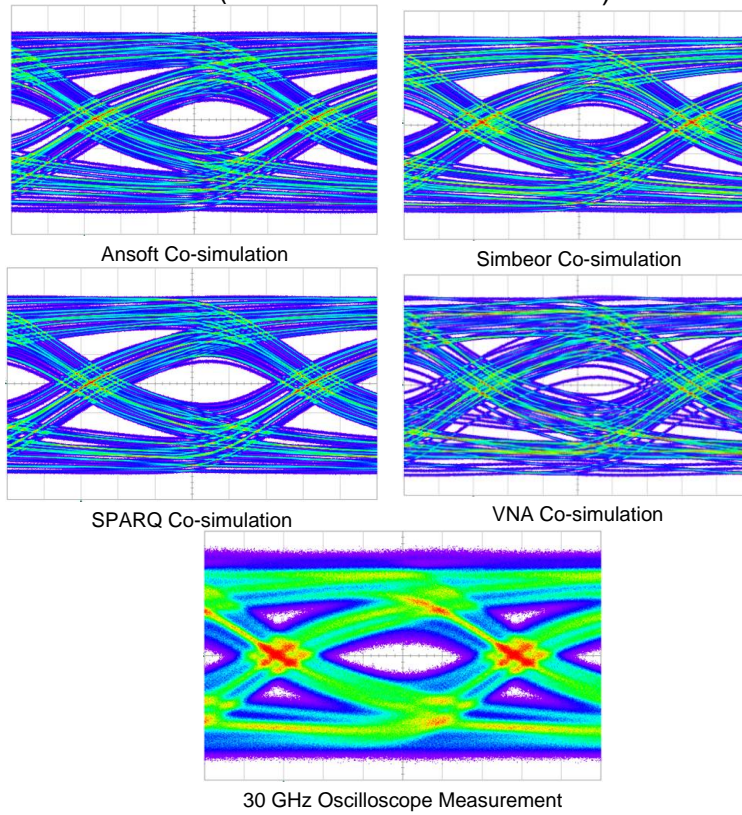 Ansoft Co-simulation
Simbeor Co-simulation
SPARQ Co-simulation
VNA Co-simulation
30 GHz Oscilloscope Measurement